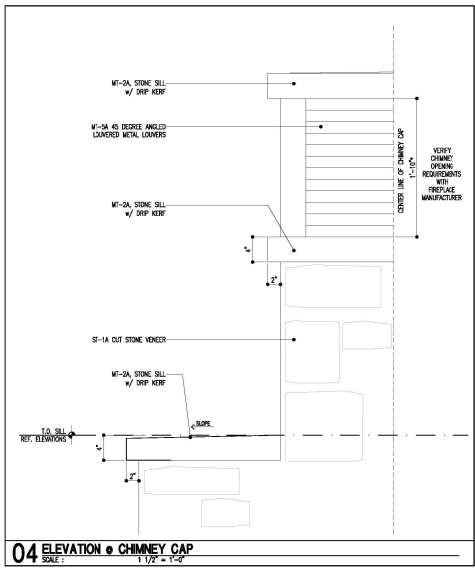 MT-2A, STONE SILL
w/ DRIP KERF
MT-5A 45 DEGREE ANGLED
LOUVERED METAL LOUVERS
CENTER LINE OF CHIMNEY CAP
1'-10"±
VERIFY
CHIMNEY
OPENING
REQUIREMENTS
WITH
FIREPLACE
MANUFACTURER
MT-2A, STONE SILL
w/ DRIP KERF
4"
2"
ST-1A CUT STONE VENEER
MT-2A, STONE SILL
w/ DRIP KERF
SLOPE
T.O. SILL
REF. ELEVATIONS
4"
2"
04 ELEVATION @ CHIMNEY CAP
SCALE : 1 1/2" = 1'-0"